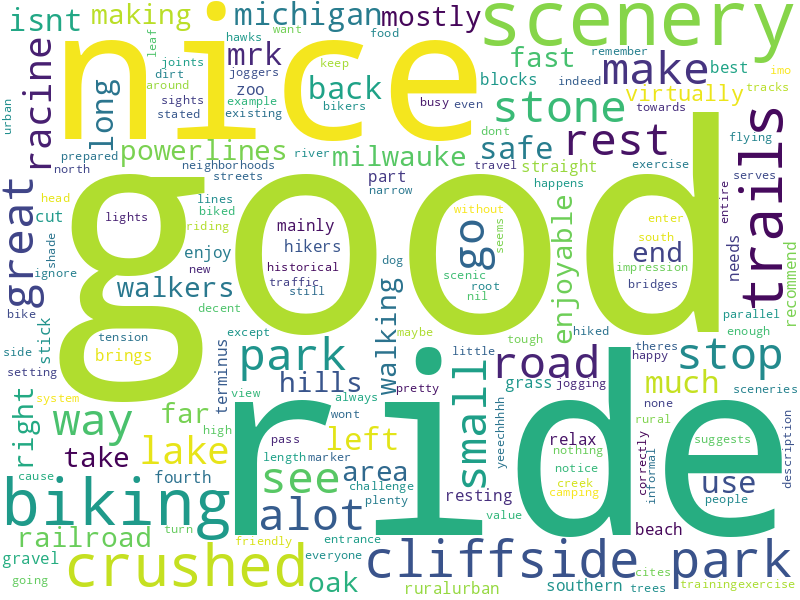 isnt making michigan mostly scenery
leaf hawks want food
nice mrk fast remember imo
joints keep
racine long dirt joggers back blocks make best
around zoo bikers indeed virtually tracks
sights example busy even stone towards
urban stated existing safe rest flying
powerlines dont trails
prepared neighborhoods river milwauke travel straight exercise
north streets part happens serves
great head lines narrow without entire
cut biked good enter
lights riding mainly go seems enjoyable south needs
shade enjoy hikers end
ignore new historical dog scenic impression recommend
walkers traffic root bridges
bike decent still nil parallel
except maybe tough hiked enough
side tension stick park walking little road theres stop
setting brings terminus pretty happy
hills grass jogging much sceneries
system view always small none
right way far high wont ride relax rural
take pass left yeeechhhhh nothing suggests
lake length marker see area notice correctly description
cause fourth challenge resting creek use informal
biking plenty camping people
alot value
railroad turn entrance beach
gravel friendly everyone cliffside park
going crushed oak ruralurban southern cites trees trainingexercise